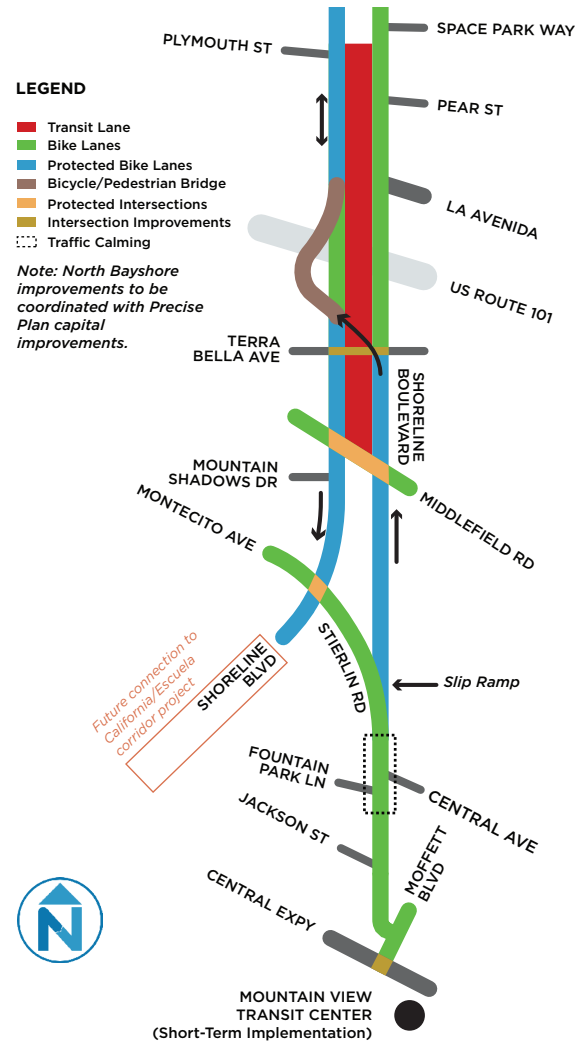 SPACE PARK WAY
PLYMOUTH ST
LEGEND
Transit Lane
Bike Lanes
Protected Bike Lanes
Bicycle/Pedestrian Bridge
Protected Intersections
Intersection Improvements
Traffic Calming
Note: North Bayshore
improvements to be
coordinated with Precise
Plan capital
improvements.
PEAR ST
LA AVENIDA
US ROUTE 101
TERRA
BELLA AVE
SHORELINE
BOULEVARD
MOUNTAIN
SHADOWS DR
MIDDLEFIELD RD
MONTECITO AVE
STIERLIN RD
SHORELINE
BLVD
Future connection to
California/Escuela
corridor project
Slip Ramp
FOUNTAIN
PARK LN
CENTRAL AVE
JACKSON ST
MOFFETT
BLVD
CENTRAL EXPY
N
MOUNTAIN VIEW
TRANSIT CENTER
(Short-Term Implementation)